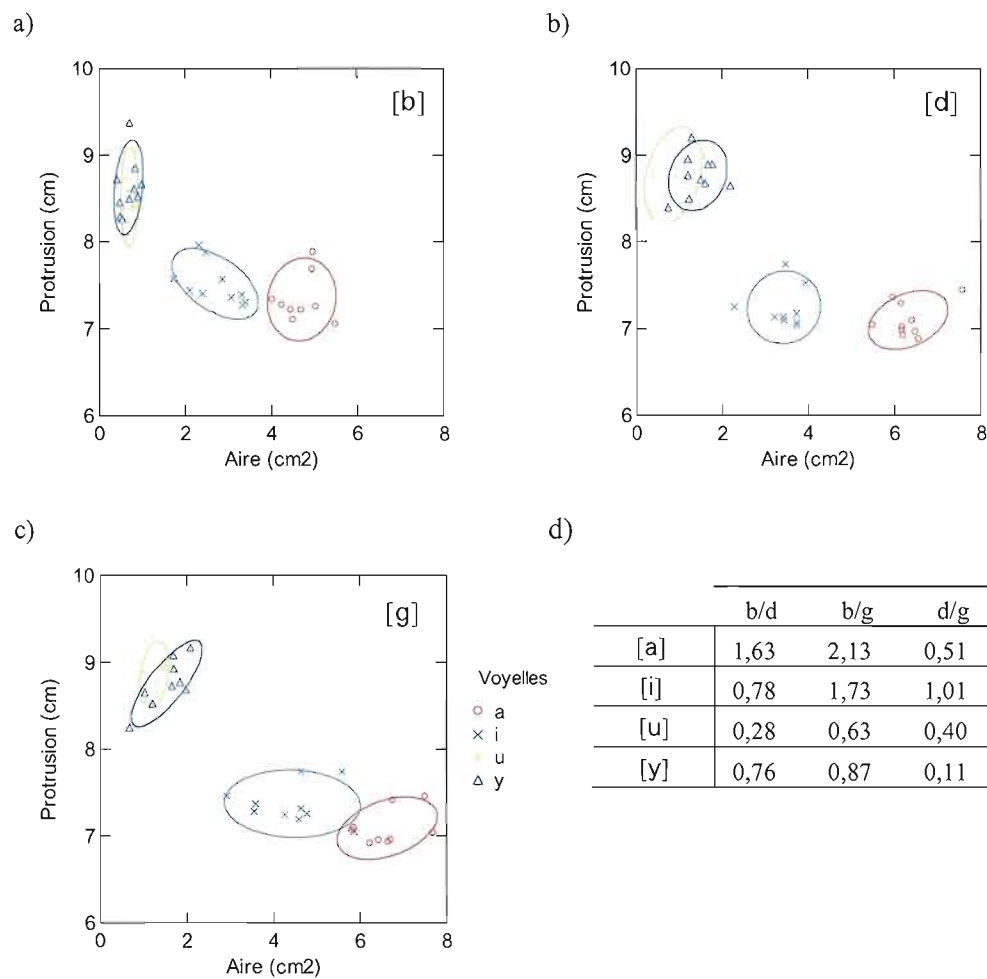 a)
b)
10
9
8
7
6
0 2 4 6 8
Protrusion (cm)
Aire (cm2)
[b]
10
9
8
7
6
0 2 4 6 8
Protrusion (cm)
Aire (cm2)
[d]
c)
d)
10
9
8
7
6
0 2 4 6 8
Protrusion (cm)
Aire (cm2)
[g]
Voyelles
a
i
u
y
b/d b/g d/g
[a] 1,63 2,13 0,51
[i] 0,78 1,73 1,01
[u] 0,28 0,63 0,40
[y] 0,76 0,87 0,11